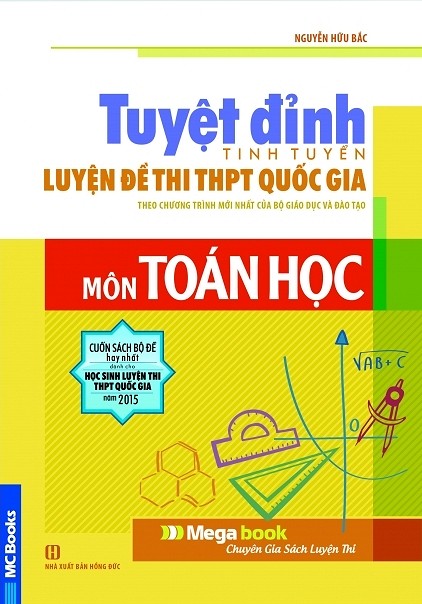 NGUYỄN HỮU BẮC
Tuyệt đỉnh
TINH TUYỂN
LUYỆN ĐỀ THI THPT QUỐC GIA
THEO CHƯƠNG TRÌNH MỚI NHẤT CỦA BỘ GIÁO DỤC VÀ ĐÀO TẠO
MÔN TOÁN HỌC
CUỐN SÁCH BỘ ĐỀ
hay nhất
dành cho
HỌC SINH LUYỆN THI
THPT QUỐC GIA
năm 2015
√AB + C
0
Megabook
Chuyên Gia Sách Luyện Thi
MCBooks
NHÀ XUẤT BẢN HỒNG ĐỨC